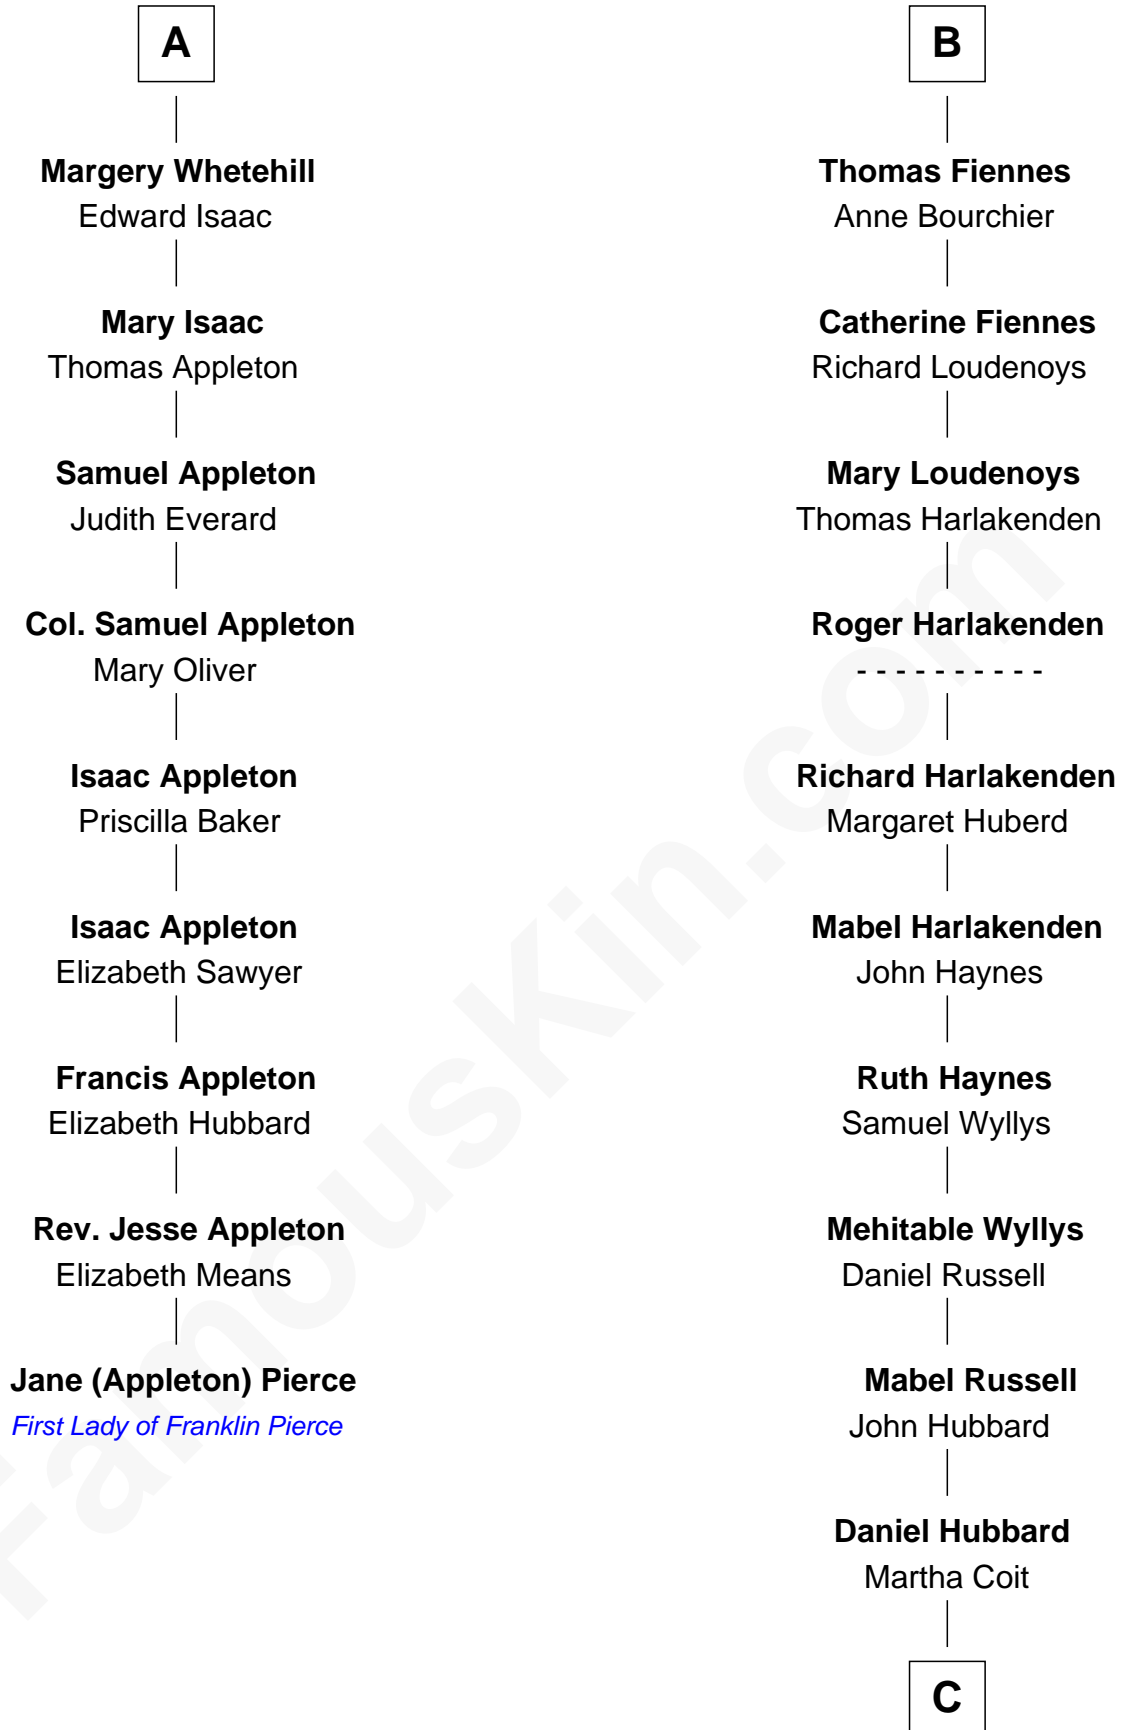 A
Margery Whetehill
Edward Isaac
Mary Isaac
Thomas Appleton
Samuel Appleton
Judith Everard
Col. Samuel Appleton
Mary Oliver
Isaac Appleton
Priscilla Baker
Isaac Appleton
Elizabeth Sawyer
Francis Appleton
Elizabeth Hubbard
Rev. Jesse Appleton
Elizabeth Means
Jane (Appleton) Pierce
First Lady of Franklin Pierce
B
Thomas Fiennes
Anne Bourchier
Catherine Fiennes
Richard Loudenoys
Mary Loudenoys
Thomas Harlakenden
Roger Harlakenden
- - - - - - - - - -
Richard Harlakenden
Margaret Huberd
Mabel Harlakenden
John Haynes
Ruth Haynes
Samuel Wyllys
Mehitable Wyllys
Daniel Russell
Mabel Russell
John Hubbard
Daniel Hubbard
Martha Coit
C
FamousKin.com